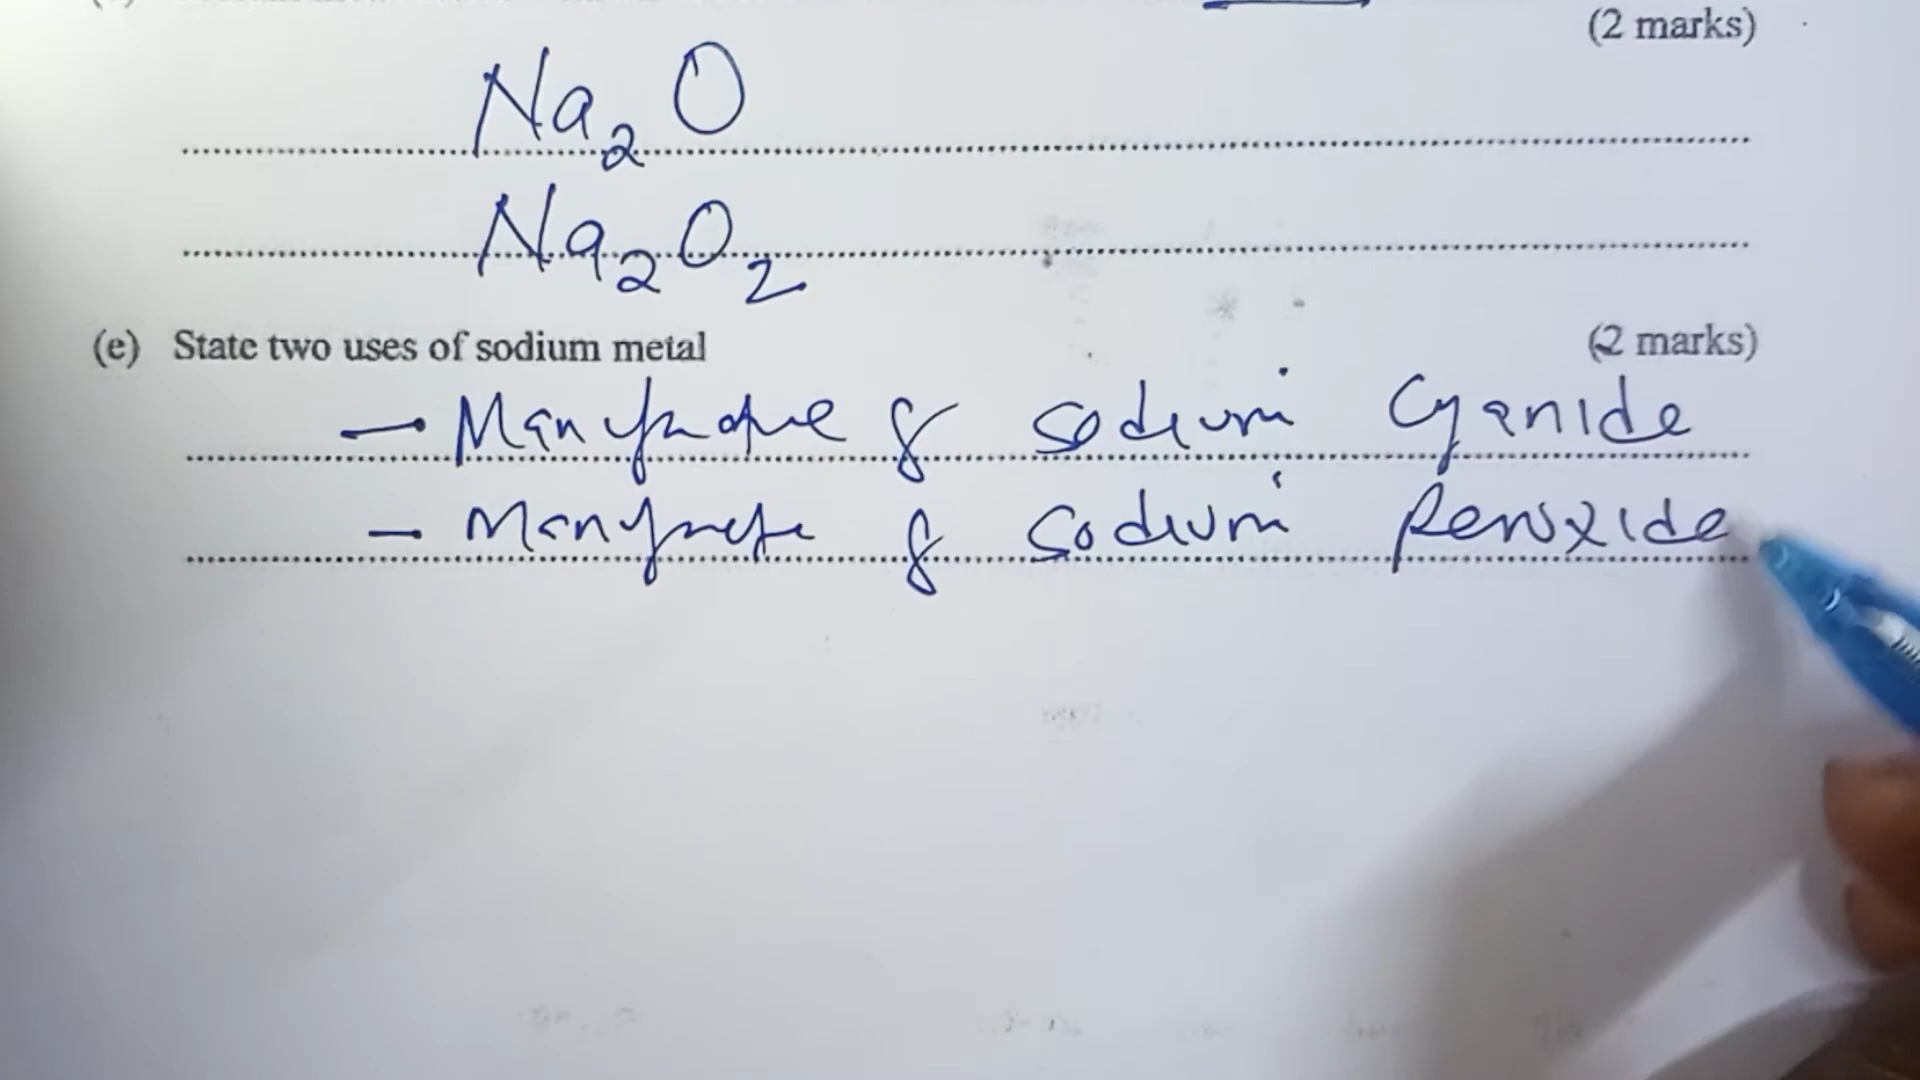 (2 marks)
Na₂O
Na₂O₂
(e) State two uses of sodium metal (2 marks)
– Manufacture of sodium Cyanide
– Manufacture of sodium Peroxide